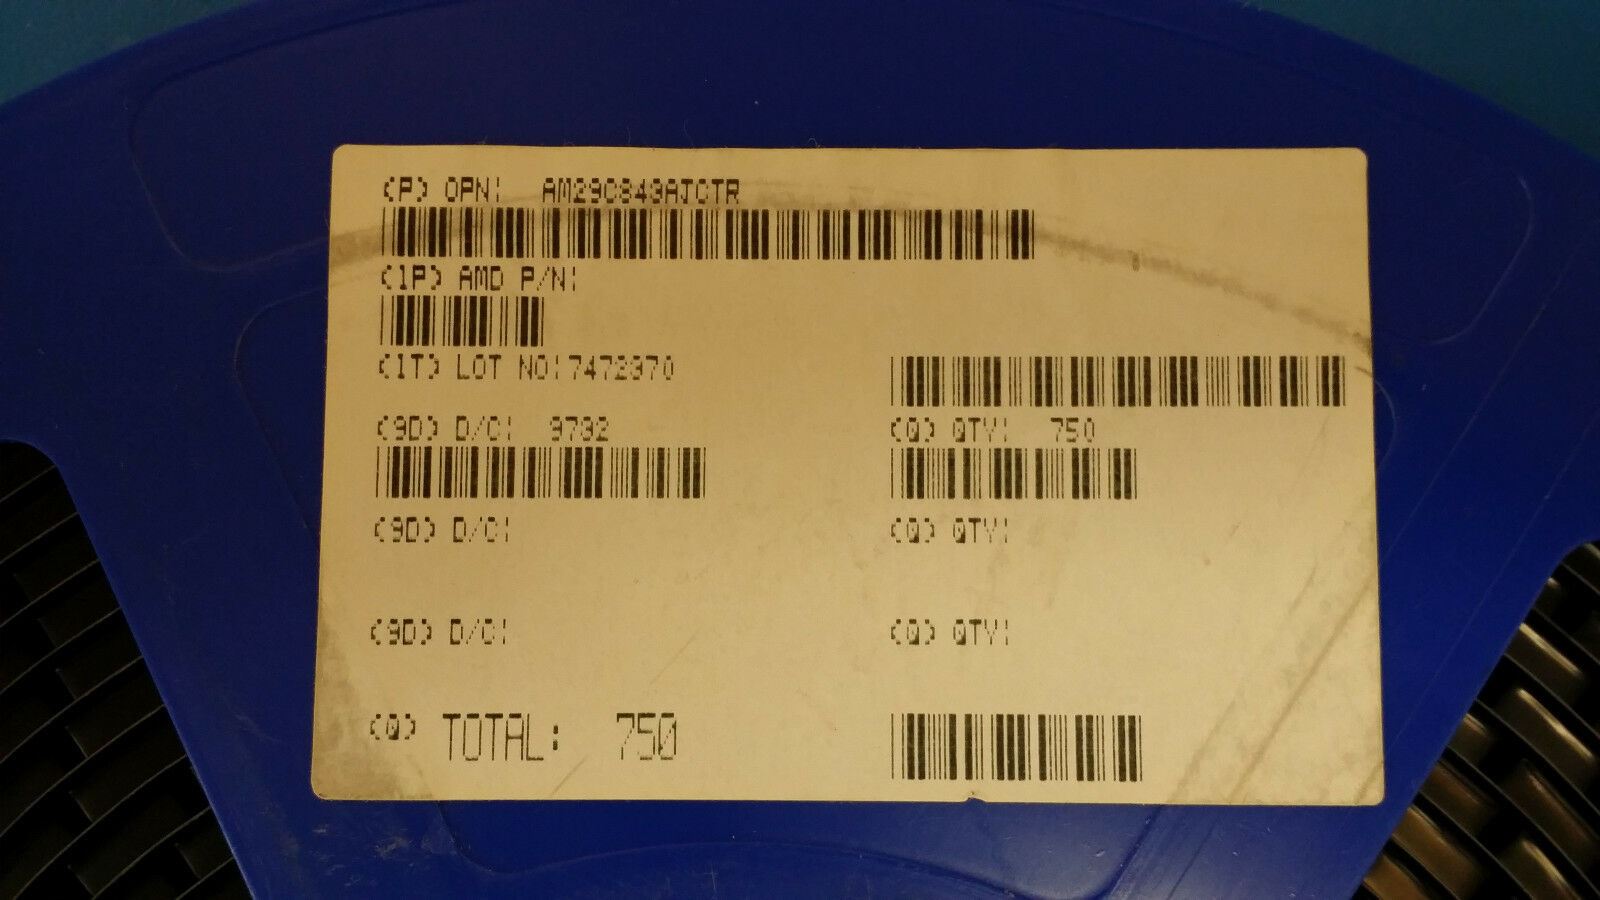 (P) OPN: AM29C843AJCTR
(1P) AMD P/N:
(1T) LOT NO:7472370
(9D) D/C: 9732
(Q) QTY: 750
(9D) D/C:
(Q) QTY:
(9D) D/C:
(Q) QTY:
(Q) TOTAL: 750